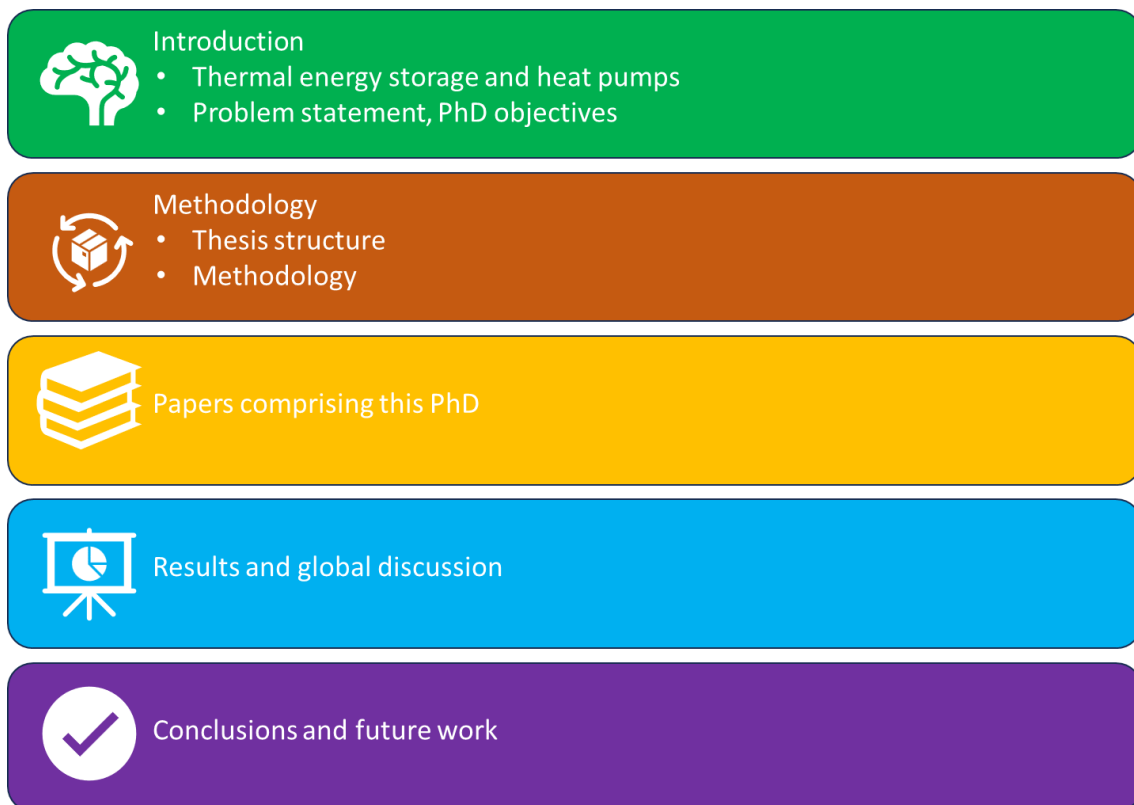 Introduction
• Thermal energy storage and heat pumps
• Problem statement, PhD objectives
Methodology
• Thesis structure
• Methodology
Papers comprising this PhD
Results and global discussion
Conclusions and future work